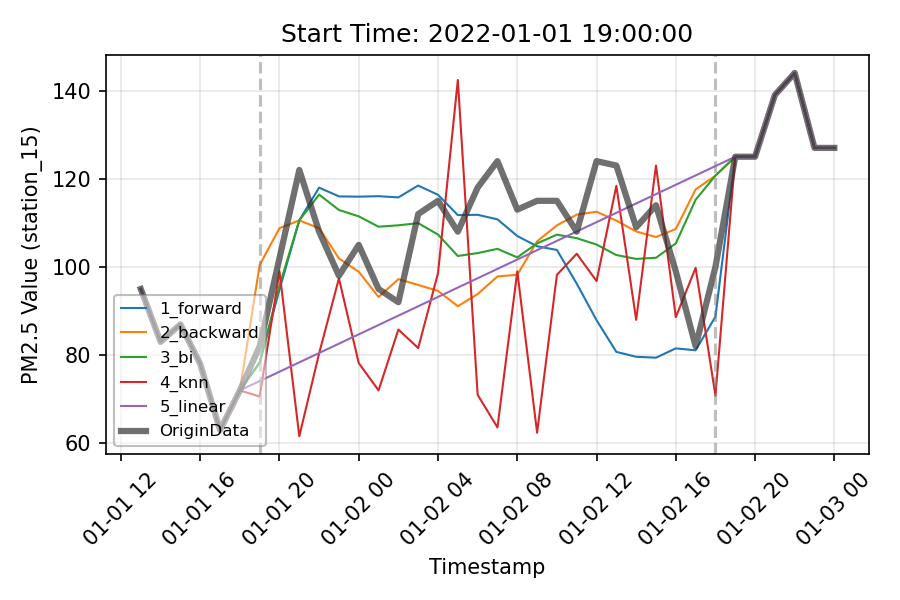 Start Time: 2022-01-01 19:00:00
PM2.5 Value (station_15)
140
120
100
80
60
1_forward
2_backward
3_bi
4_knn
5_linear
OriginData
01-01 12
01-01 16
01-01 20
01-02 00
01-02 04
01-02 08
01-02 12
01-02 16
01-02 20
01-03 00
Timestamp